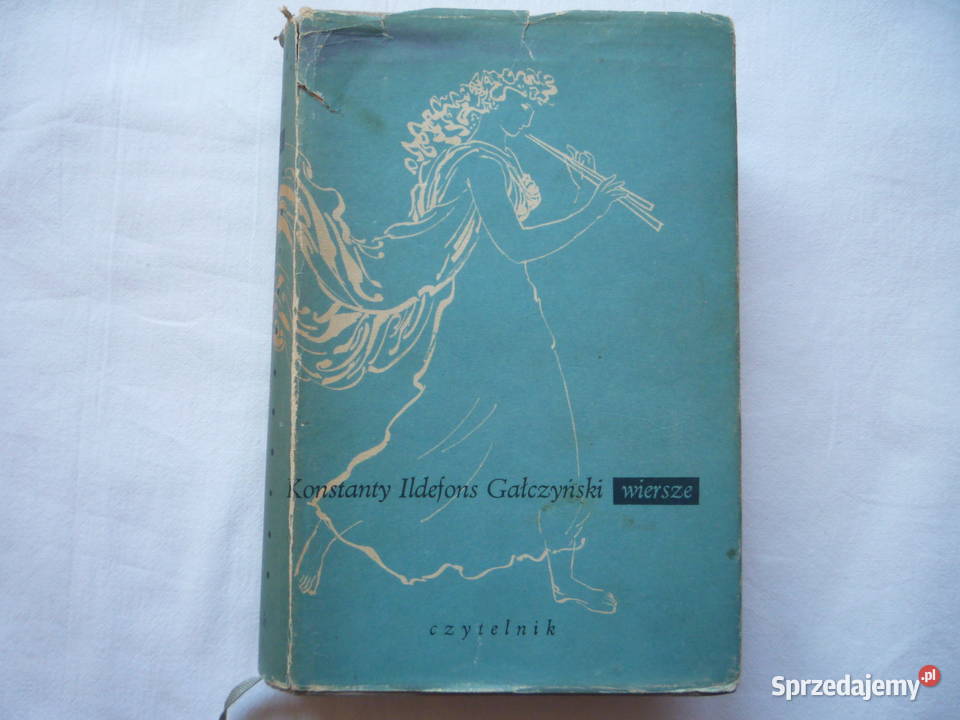 Konstanty Ildefons Gałczyński wiersze
czytelnik
Sprzedajemy.pl